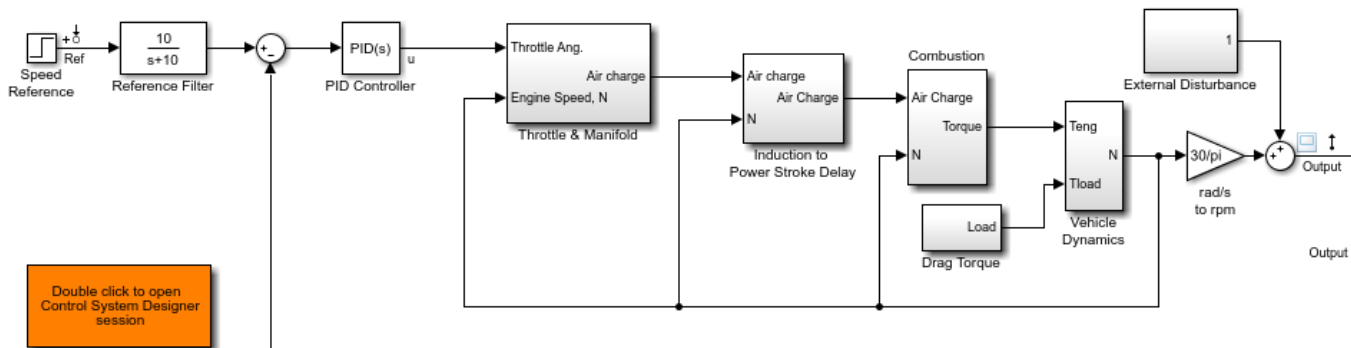 Ref
Speed
Reference
10
s+10
Reference Filter
+
−
PID(s)
u
PID Controller
Throttle Ang.
Air charge
Engine Speed, N
Throttle & Manifold
Air charge
Air Charge
N
Induction to
Power Stroke Delay
Combustion
Air Charge
Torque
N
Load
Drag Torque
Teng
N
Tload
Vehicle
Dynamics
1
External Disturbance
30/pi
rad/s
to rpm
+
+
Output
Output
Double click to open
Control System Designer
session